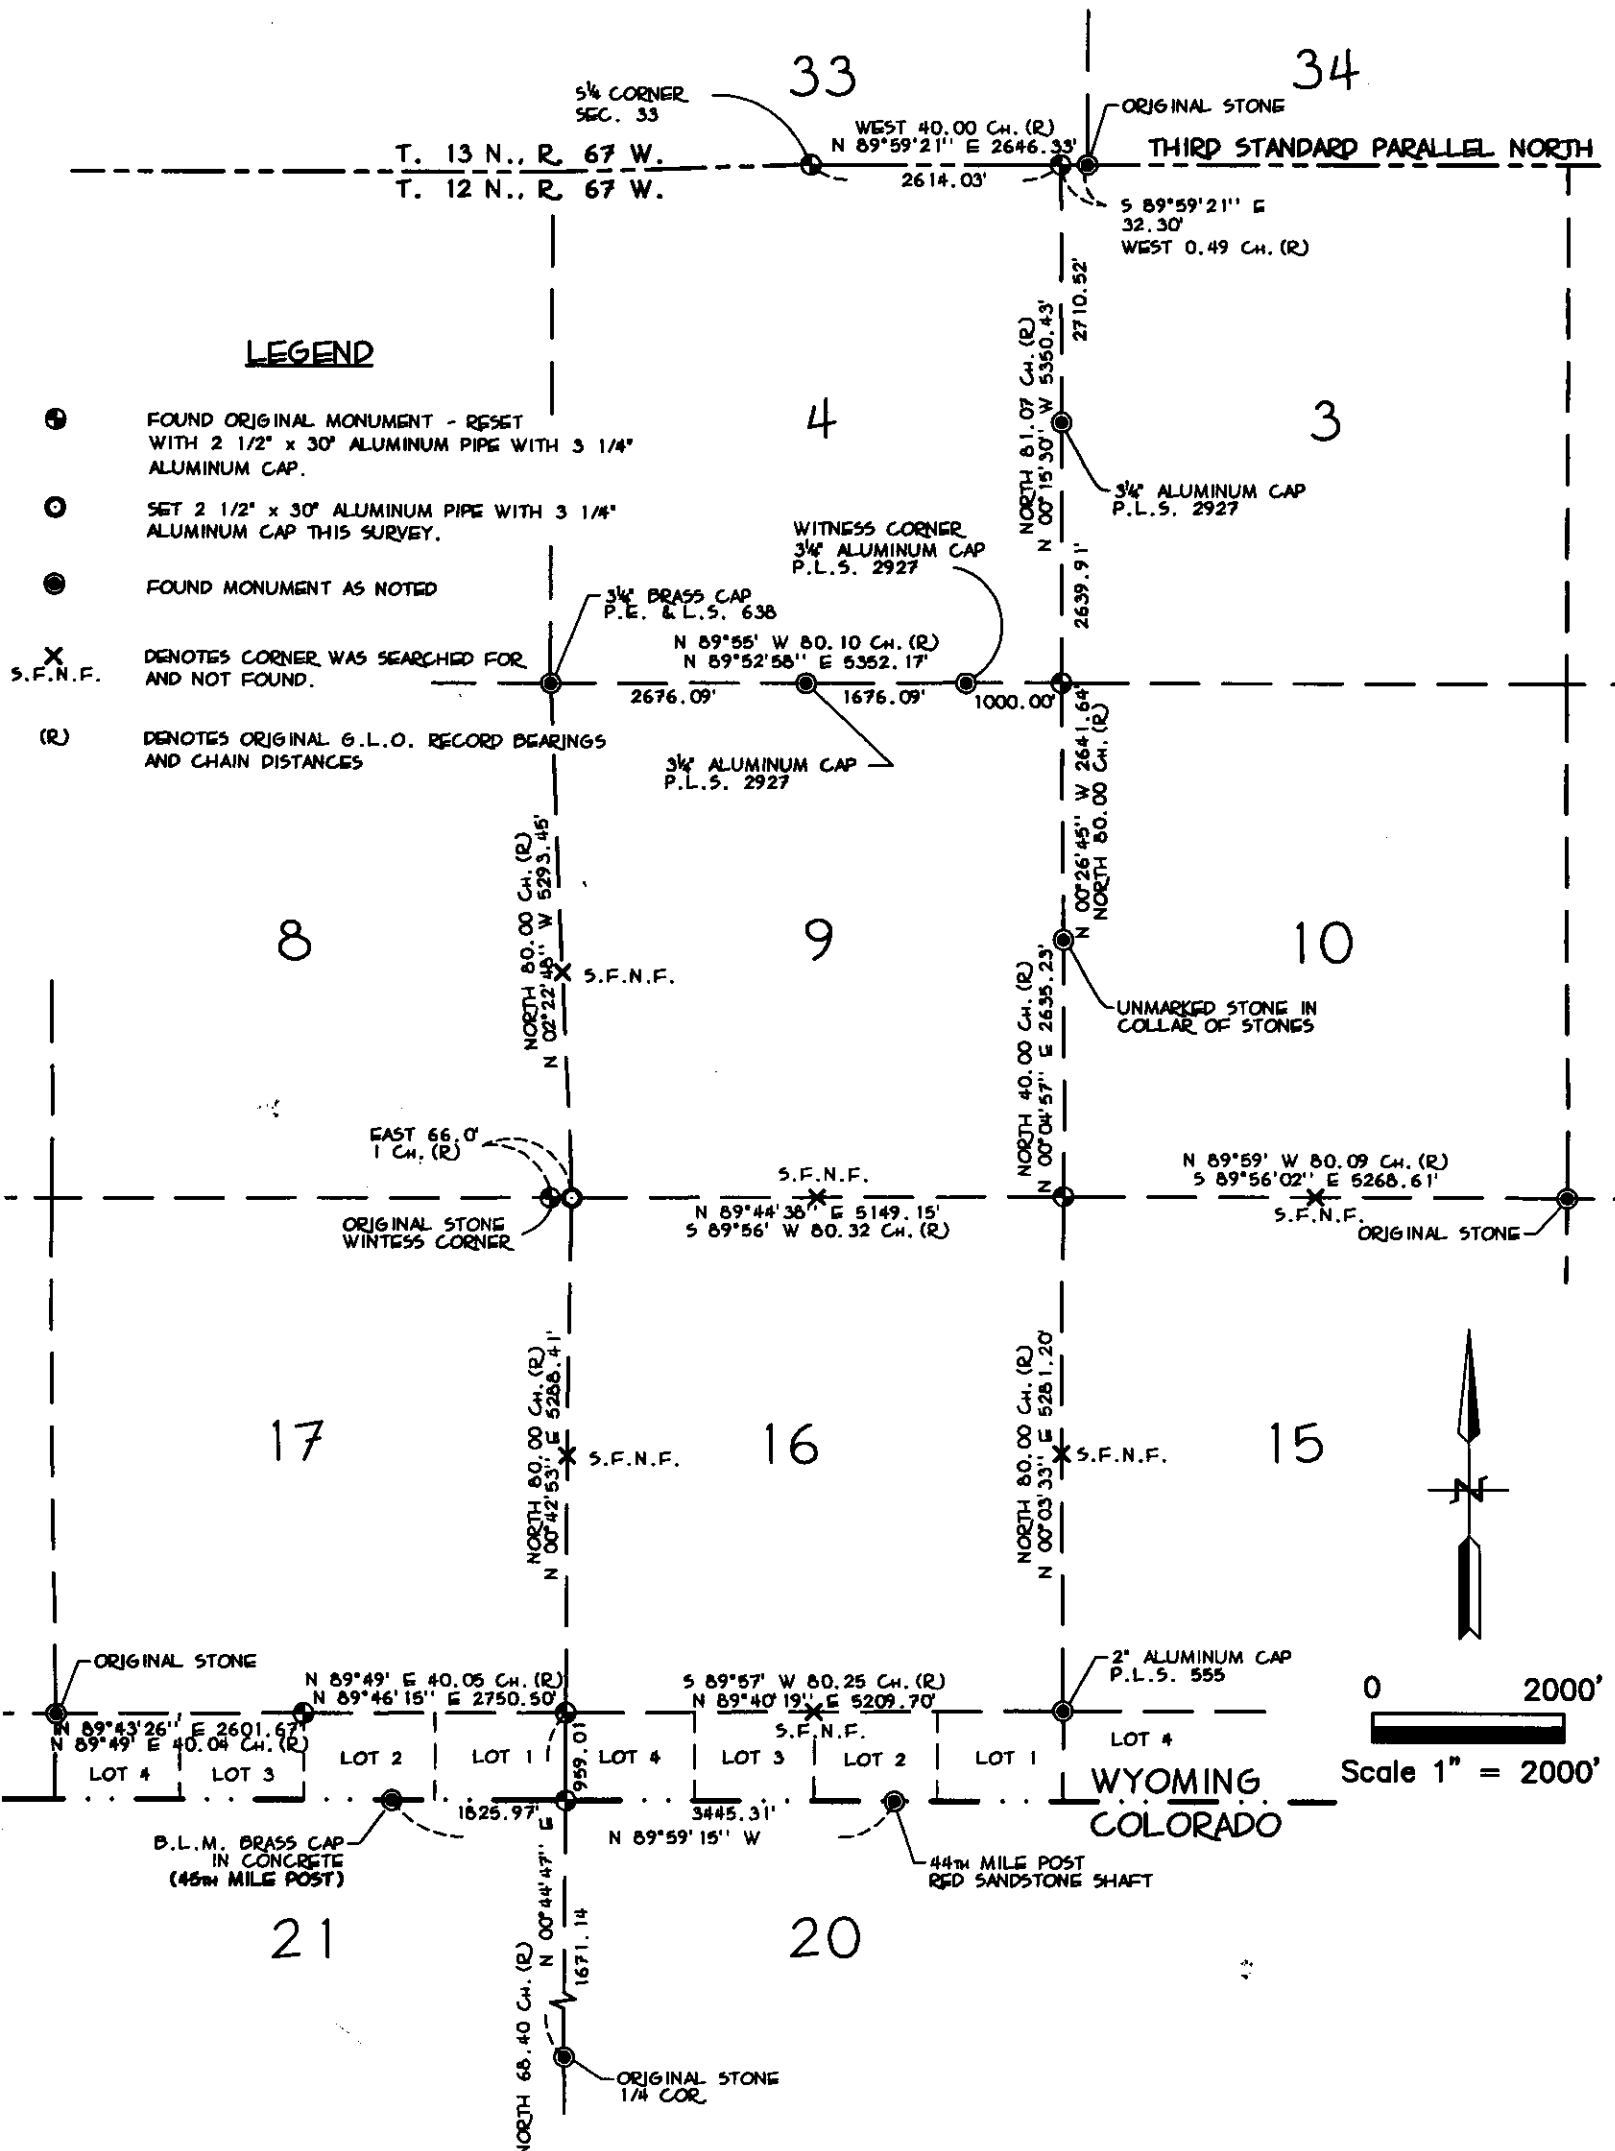 33
34
S¼ CORNER
SEC. 33
ORIGINAL STONE
WEST 40.00 CH. (R)
N 89°59'21" E 2646.33'
T. 13 N., R. 67 W.
THIRD STANDARD PARALLEL NORTH
T. 12 N., R. 67 W.
2614.03'
S 89°59'21" E
32.30'
WEST 0.49 CH. (R)
2710.52'
NORTH 81.07 CH. (R)
N 00°15'30" W 5350.43'
LEGEND
4
3
FOUND ORIGINAL MONUMENT - RESET
WITH 2 1/2" x 30" ALUMINUM PIPE WITH 3 1/4"
ALUMINUM CAP.
SET 2 1/2" x 30" ALUMINUM PIPE WITH 3 1/4"
ALUMINUM CAP THIS SURVEY.
FOUND MONUMENT AS NOTED
X
S.F.N.F.
DENOTES CORNER WAS SEARCHED FOR
AND NOT FOUND.
(R)
DENOTES ORIGINAL G.L.O. RECORD BEARINGS
AND CHAIN DISTANCES
3¼" ALUMINUM CAP
P.L.S. 2927
WITNESS CORNER
3¼" ALUMINUM CAP
P.L.S. 2927
2639.91'
3¼" BRASS CAP
P.E. & L.S. 638
N 89°55' W 80.10 CH. (R)
N 89°52'58" E 5352.17'
2676.09'
1676.09'
1000.00'
3¼" ALUMINUM CAP
P.L.S. 2927
N 00°26'45" W 2641.64'
NORTH 80.00 CH. (R)
NORTH 80.00 CH. (R)
N 02°22'48" W 5293.45'
8
9
10
S.F.N.F.
UNMARKED STONE IN
COLLAR OF STONES
NORTH 40.00 CH. (R)
N 00°04'57" E 2635.23'
EAST 66.0'
1 CH. (R)
S.F.N.F.
N 89°59' W 80.09 CH. (R)
S 89°56'02" E 5268.61'
N 89°44'38" E 5149.15'
S 89°56' W 80.32 CH. (R)
S.F.N.F.
ORIGINAL STONE
ORIGINAL STONE
WINTESS CORNER
NORTH 80.00 CH. (R)
N 00°42'53" E 5288.41'
NORTH 80.00 CH. (R)
N 00°03'33" E 5281.20'
17
16
15
S.F.N.F.
S.F.N.F.
N
ORIGINAL STONE
2" ALUMINUM CAP
P.L.S. 555
N 89°49' E 40.05 CH. (R)
N 89°46'15" E 2750.50'
S 89°57' W 80.25 CH. (R)
N 89°40'19" E 5209.70'
S.F.N.F.
0 2000'
Scale 1" = 2000'
N 89°43'26" E 2601.67'
N 89°49' E 40.04 CH. (R)
LOT 4
LOT 3
LOT 2
LOT 1
959.01'
LOT 4
LOT 3
LOT 2
LOT 1
LOT 4
WYOMING
COLORADO
1825.97'
3445.31'
N 89°59'15" W
B.L.M. BRASS CAP
IN CONCRETE
(45TH MILE POST)
44TH MILE POST
RED SANDSTONE SHAFT
21
20
N 00°44'47" E
1671.14
NORTH 68.40 CH. (R)
ORIGINAL STONE
1/4 COR.